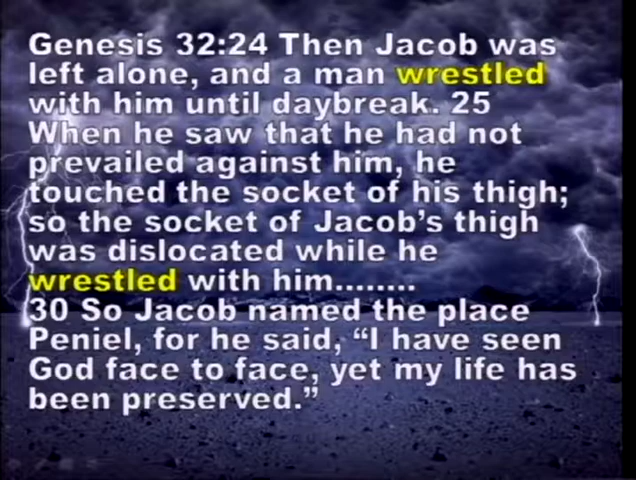 Genesis 32:24 Then Jacob was
left alone, and a man wrestled
with him until daybreak. 25
When he saw that he had not
prevailed against him, he
touched the socket of his thigh;
so the socket of Jacob’s thigh
was dislocated while he
wrestled with him........
30 So Jacob named the place
Peniel, for he said, “I have seen
God face to face, yet my life has
been preserved.”